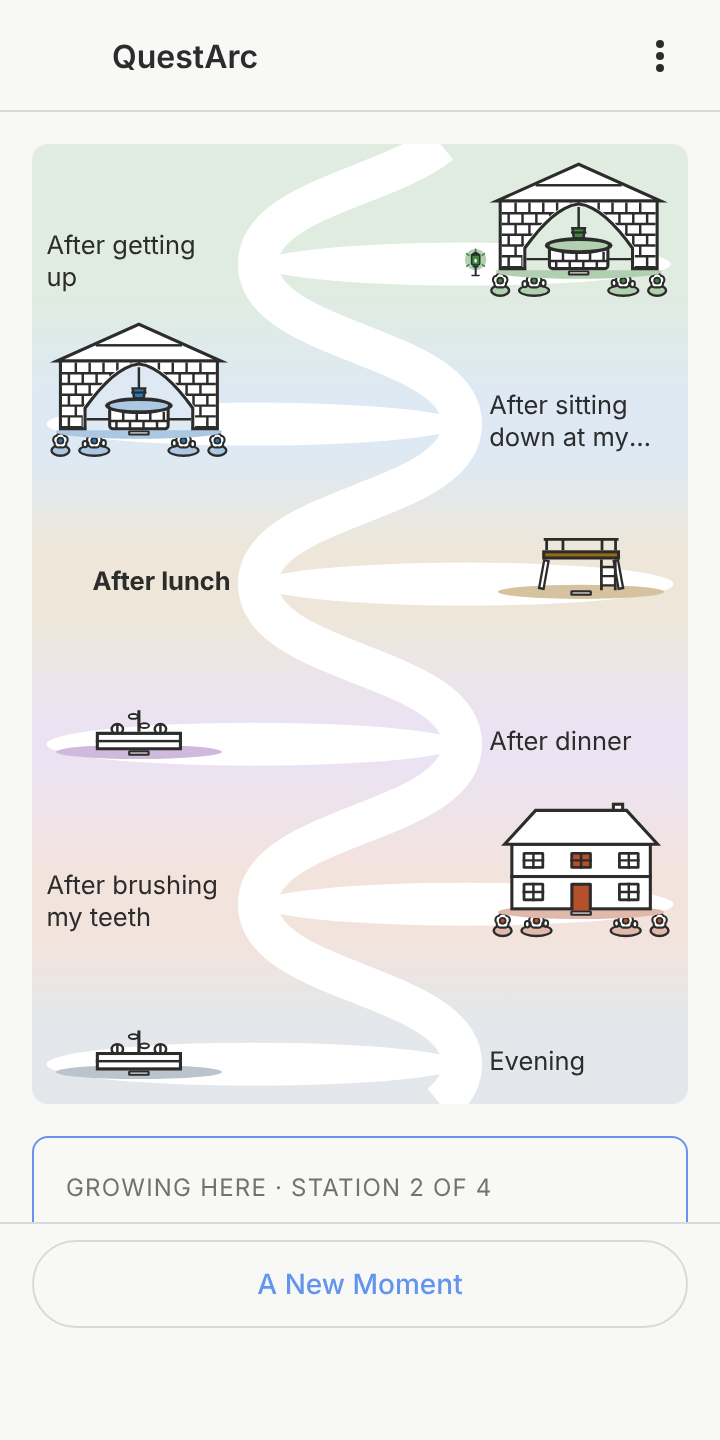 QuestArc
After getting
up
After sitting
down at my...
After lunch
After dinner
After brushing
my teeth
Evening
GROWING HERE · STATION 2 OF 4
A New Moment